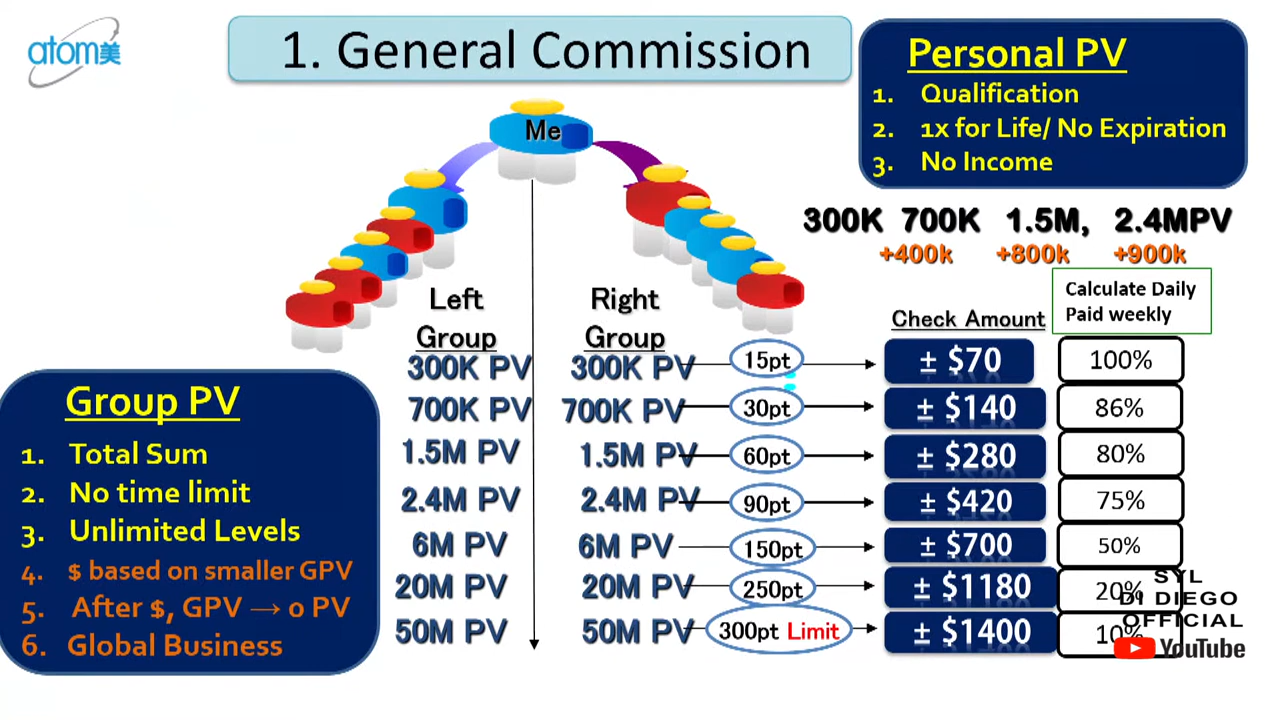 atom美
1. General Commission
Personal PV
1. Qualification
2. 1x for Life/ No Expiration
3. No Income
Me
300K 700K 1.5M, 2.4MPV
+400k +800k +900k
Calculate Daily
Paid weekly
Left Group
Right Group
Check Amount
300K PV 300K PV 15pt ± $70 100%
700K PV 700K PV 30pt ± $140 86%
1.5M PV 1.5M PV 60pt ± $280 80%
2.4M PV 2.4M PV 90pt ± $420 75%
6M PV 6M PV 150pt ± $700 50%
20M PV 20M PV 250pt ± $1180 20%
50M PV 50M PV 300pt Limit ± $1400 10%
Group PV
1. Total Sum
2. No time limit
3. Unlimited Levels
4. $ based on smaller GPV
5. After $, GPV → 0 PV
6. Global Business
SYL
DI DIEGO
OFFICIAL
YouTube